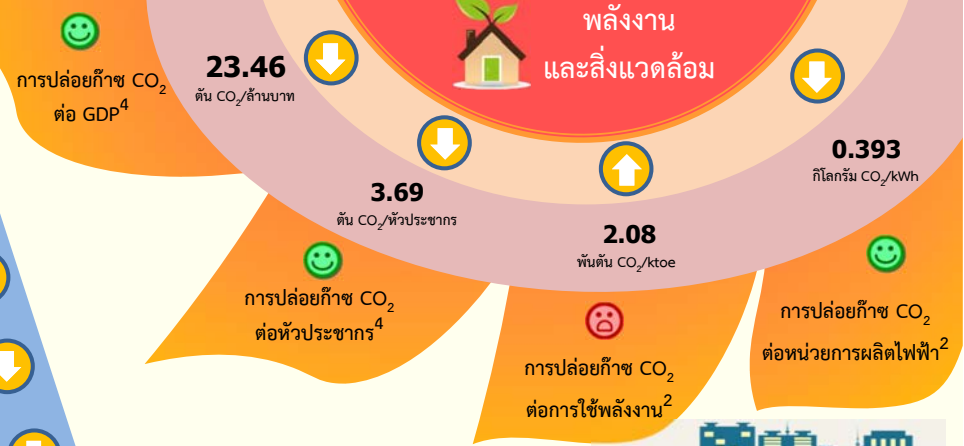 พลังงาน
และสิ่งแวดล้อม
การปล่อยก๊าซ CO2
ต่อ GDP4
23.46
ตัน CO2/ล้านบาท
3.69
ตัน CO2/หัวประชากร
2.08
พันตัน CO2/ktoe
0.393
กิโลกรัม CO2/kWh
การปล่อยก๊าซ CO2
ต่อหัวประชากร4
การปล่อยก๊าซ CO2
ต่อการใช้พลังงาน2
การปล่อยก๊าซ CO2
ต่อหน่วยการผลิตไฟฟ้า2